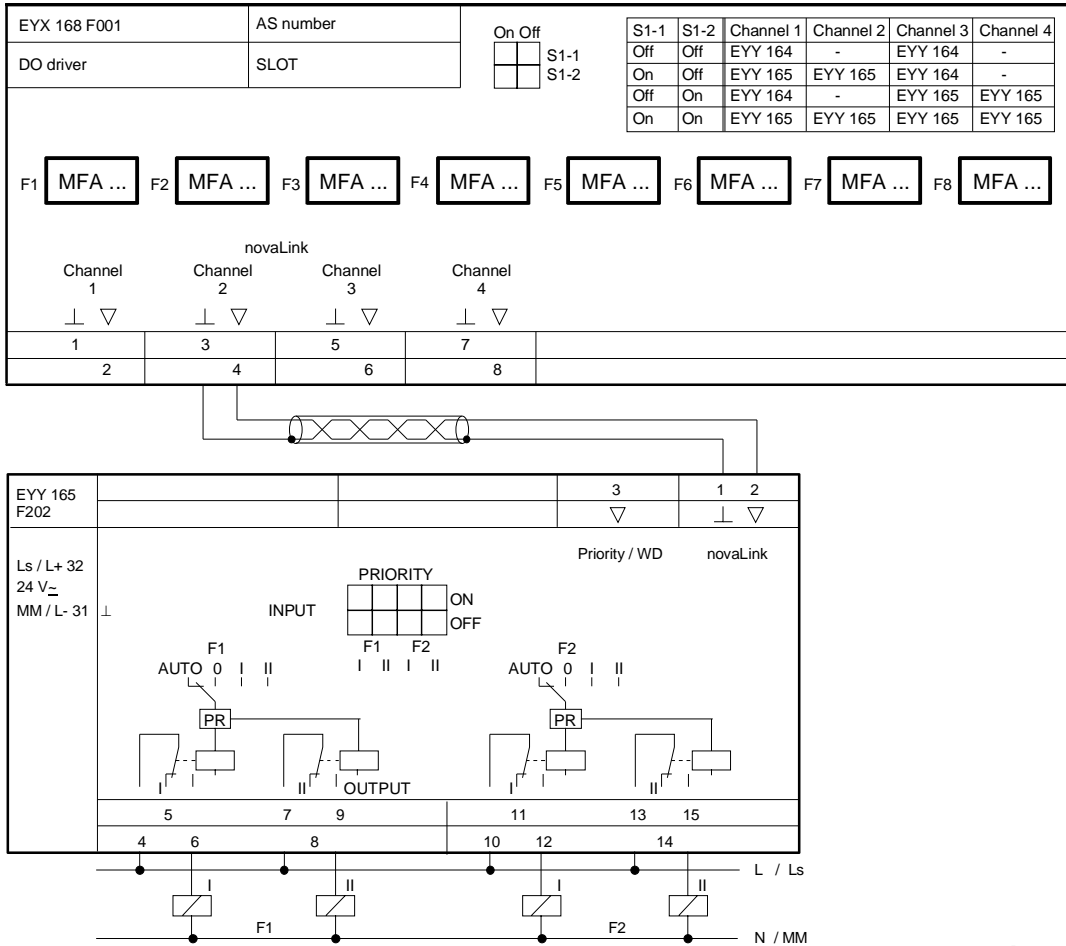 EYX 168 F001
AS number
DO driver
SLOT
On Off
S1-1
S1-2
S1-1 S1-2 Channel 1 Channel 2 Channel 3 Channel 4
Off Off EYY 164 - EYY 164 -
On Off EYY 165 EYY 165 EYY 164 -
Off On EYY 164 - EYY 165 EYY 165
On On EYY 165 EYY 165 EYY 165 EYY 165
F1 MFA ... F2 MFA ... F3 MFA ... F4 MFA ... F5 MFA ... F6 MFA ... F7 MFA ... F8 MFA ...
novaLink
Channel 1
Channel 2
Channel 3
Channel 4
1 3 5 7
2 4 6 8
EYY 165
F202
3 1 2
Ls / L+ 32
24 V~
MM / L- 31 ⊥
Priority / WD novaLink
PRIORITY
INPUT
ON
OFF
F1 F2
I II I II
F1
AUTO 0 I II
F2
AUTO 0 I II
PR
PR
I II OUTPUT I II
5 7 9 11 13 15
4 6 8 10 12 14
L / Ls
I II I II
F1 F2
N / MM